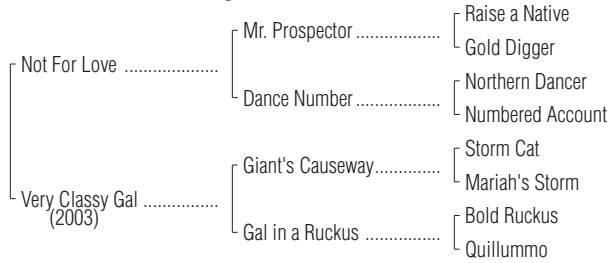 Raise a Native
Mr. Prospector ..................
Gold Digger
Not For Love ....................
Northern Dancer
Dance Number ...............
Numbered Account
Storm Cat
Giant's Causeway..............
Mariah's Storm
Very Classy Gal ................
(2003)
Bold Ruckus
Gal in a Ruckus ................
Quillummo